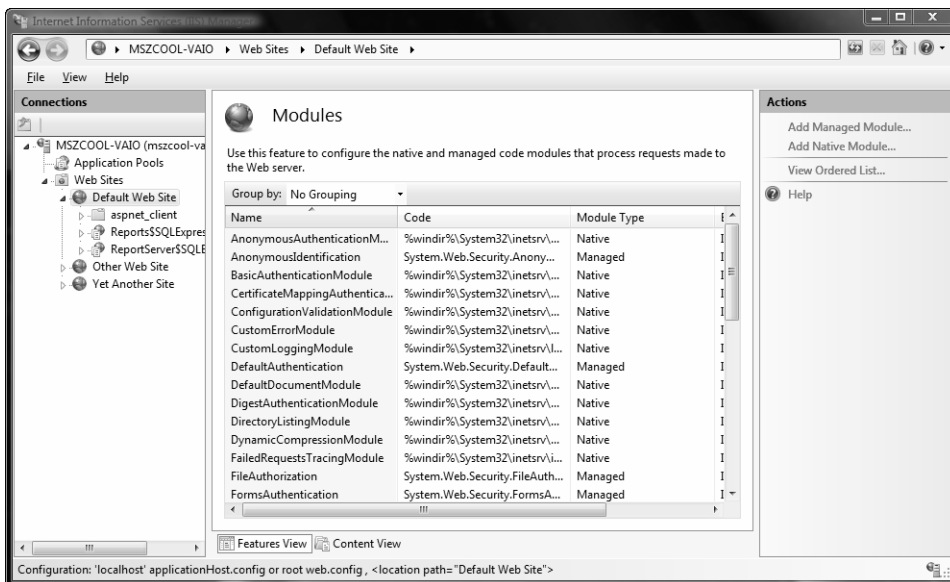 Internet Information Services (IIS) Manager
MSZCOOL-VAIO Web Sites Default Web Site
File View Help
Connections
MSZCOOL-VAIO (mszcool-va
Application Pools
Web Sites
Default Web Site
aspnet_client
Reports$SQLExpres
ReportServer$SQLE
Other Web Site
Yet Another Site
Modules
Use this feature to configure the native and managed code modules that process requests made to
the Web server.
Group by: No Grouping
Name Code Module Type
AnonymousAuthenticationM... %windir%\System32\inetsrv\... Native
AnonymousIdentification System.Web.Security.Anony... Managed
BasicAuthenticationModule %windir%\System32\inetsrv\... Native
CertificateMappingAuthentica... %windir%\System32\inetsrv\... Native
ConfigurationValidationModule %windir%\System32\inetsrv\... Native
CustomErrorModule %windir%\System32\inetsrv\... Native
CustomLoggingModule %windir%\System32\inetsrv\l... Native
DefaultAuthentication System.Web.Security.Default... Managed
DefaultDocumentModule %windir%\System32\inetsrv\... Native
DigestAuthenticationModule %windir%\System32\inetsrv\... Native
DirectoryListingModule %windir%\System32\inetsrv\... Native
DynamicCompressionModule %windir%\System32\inetsrv\... Native
FailedRequestsTracingModule %windir%\System32\inetsrv\i... Native
FileAuthorization System.Web.Security.FileAuth... Managed
FormsAuthentication System.Web.Security.FormsA... Managed
Features View Content View
Actions
Add Managed Module...
Add Native Module...
View Ordered List...
Help
Configuration: 'localhost' applicationHost.config or root web.config , <location path="Default Web Site">